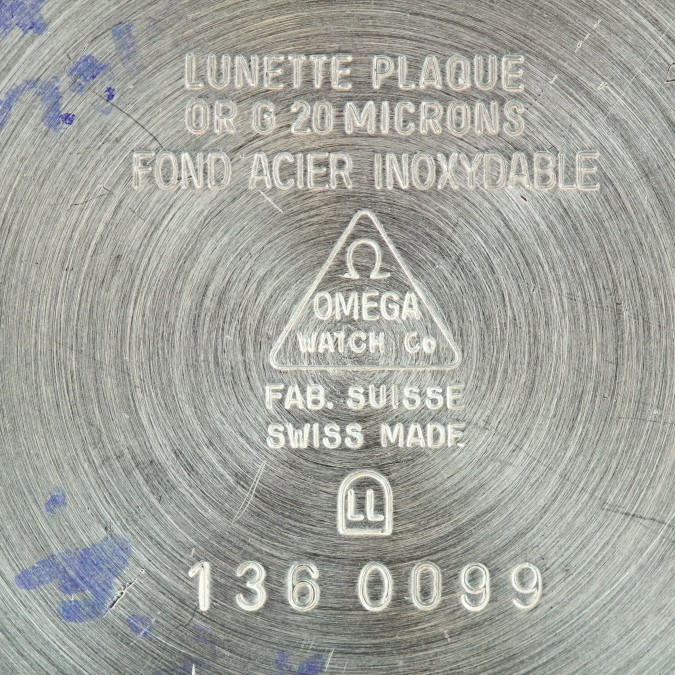 LUNETTE PLAQUE
OR G 20 MICRONS
FOND ACIER INOXYDABLE
Ω
OMEGA
WATCH Co
FAB. SUISSE
SWISS MADE
LL
136 0099